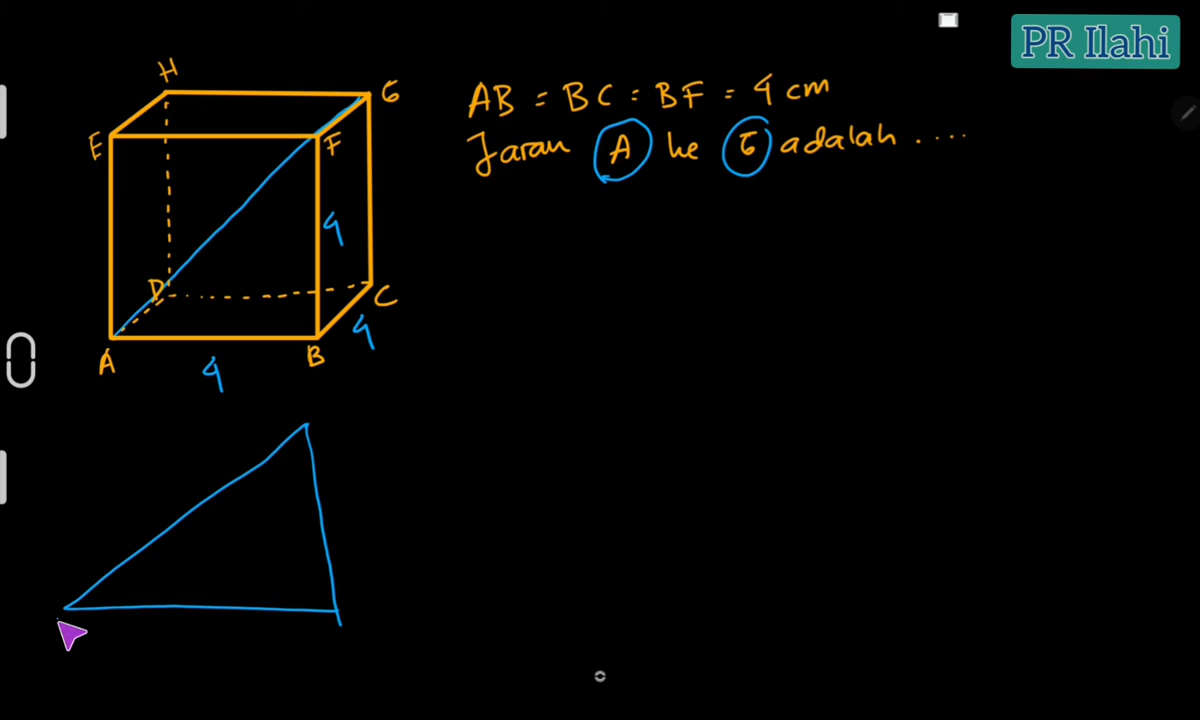 PR Ilahi
H
G
AB = BC = BF = 4 cm
E
F
Jarak A ke G adalah ....
4
D
C
4
A
B
4